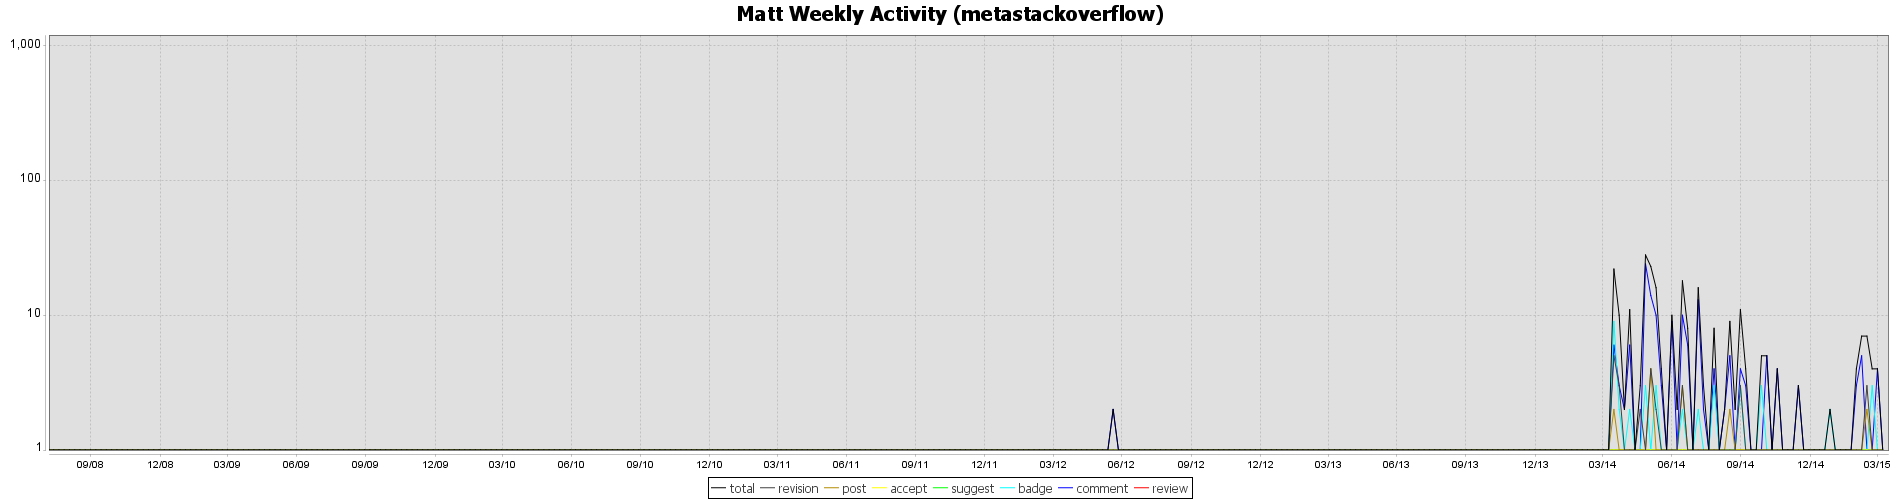 Matt Weekly Activity (metastackoverflow)
1,000
100
10
1
09/08 12/08 03/09 06/09 09/09 12/09 03/10 06/10 09/10 12/10 03/11 06/11 09/11 12/11 03/12 06/12 09/12 12/12 03/13 06/13 09/13 12/13 03/14 06/14 09/14 12/14 03/15
total revision post accept suggest badge comment review